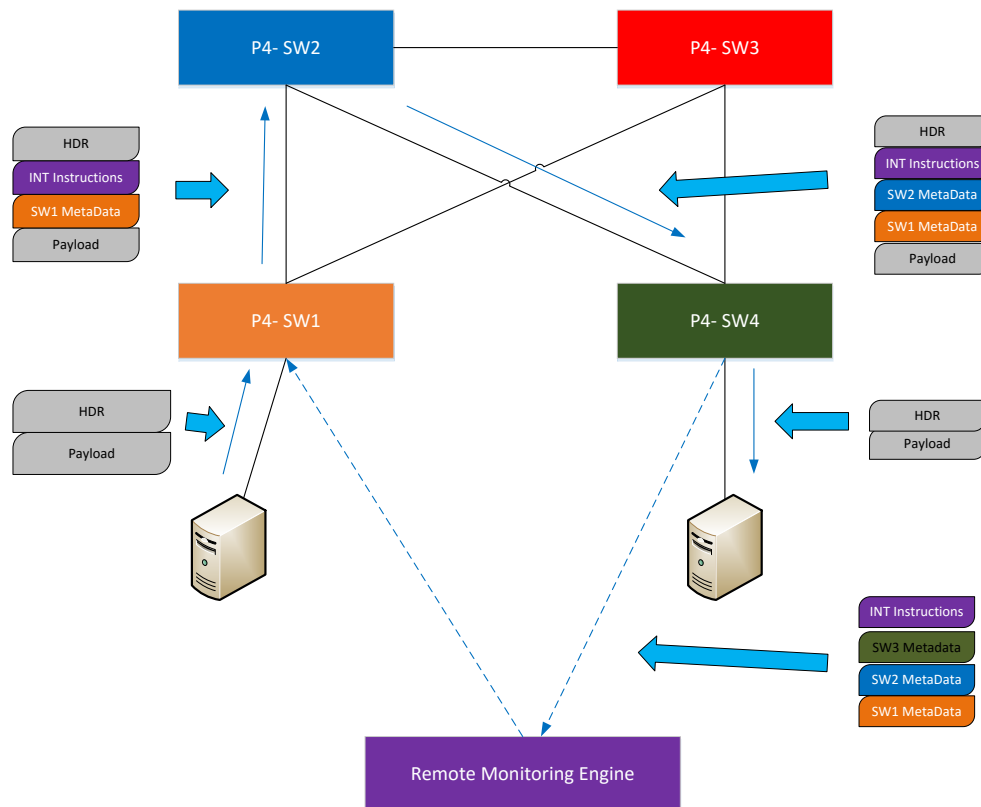 P4- SW2
P4- SW3
HDR
INT Instructions
SW1 MetaData
Payload
HDR
INT Instructions
SW2 MetaData
SW1 MetaData
Payload
P4- SW1
P4- SW4
HDR
Payload
HDR
Payload
INT Instructions
SW3 Metadata
SW2 MetaData
SW1 MetaData
Remote Monitoring Engine